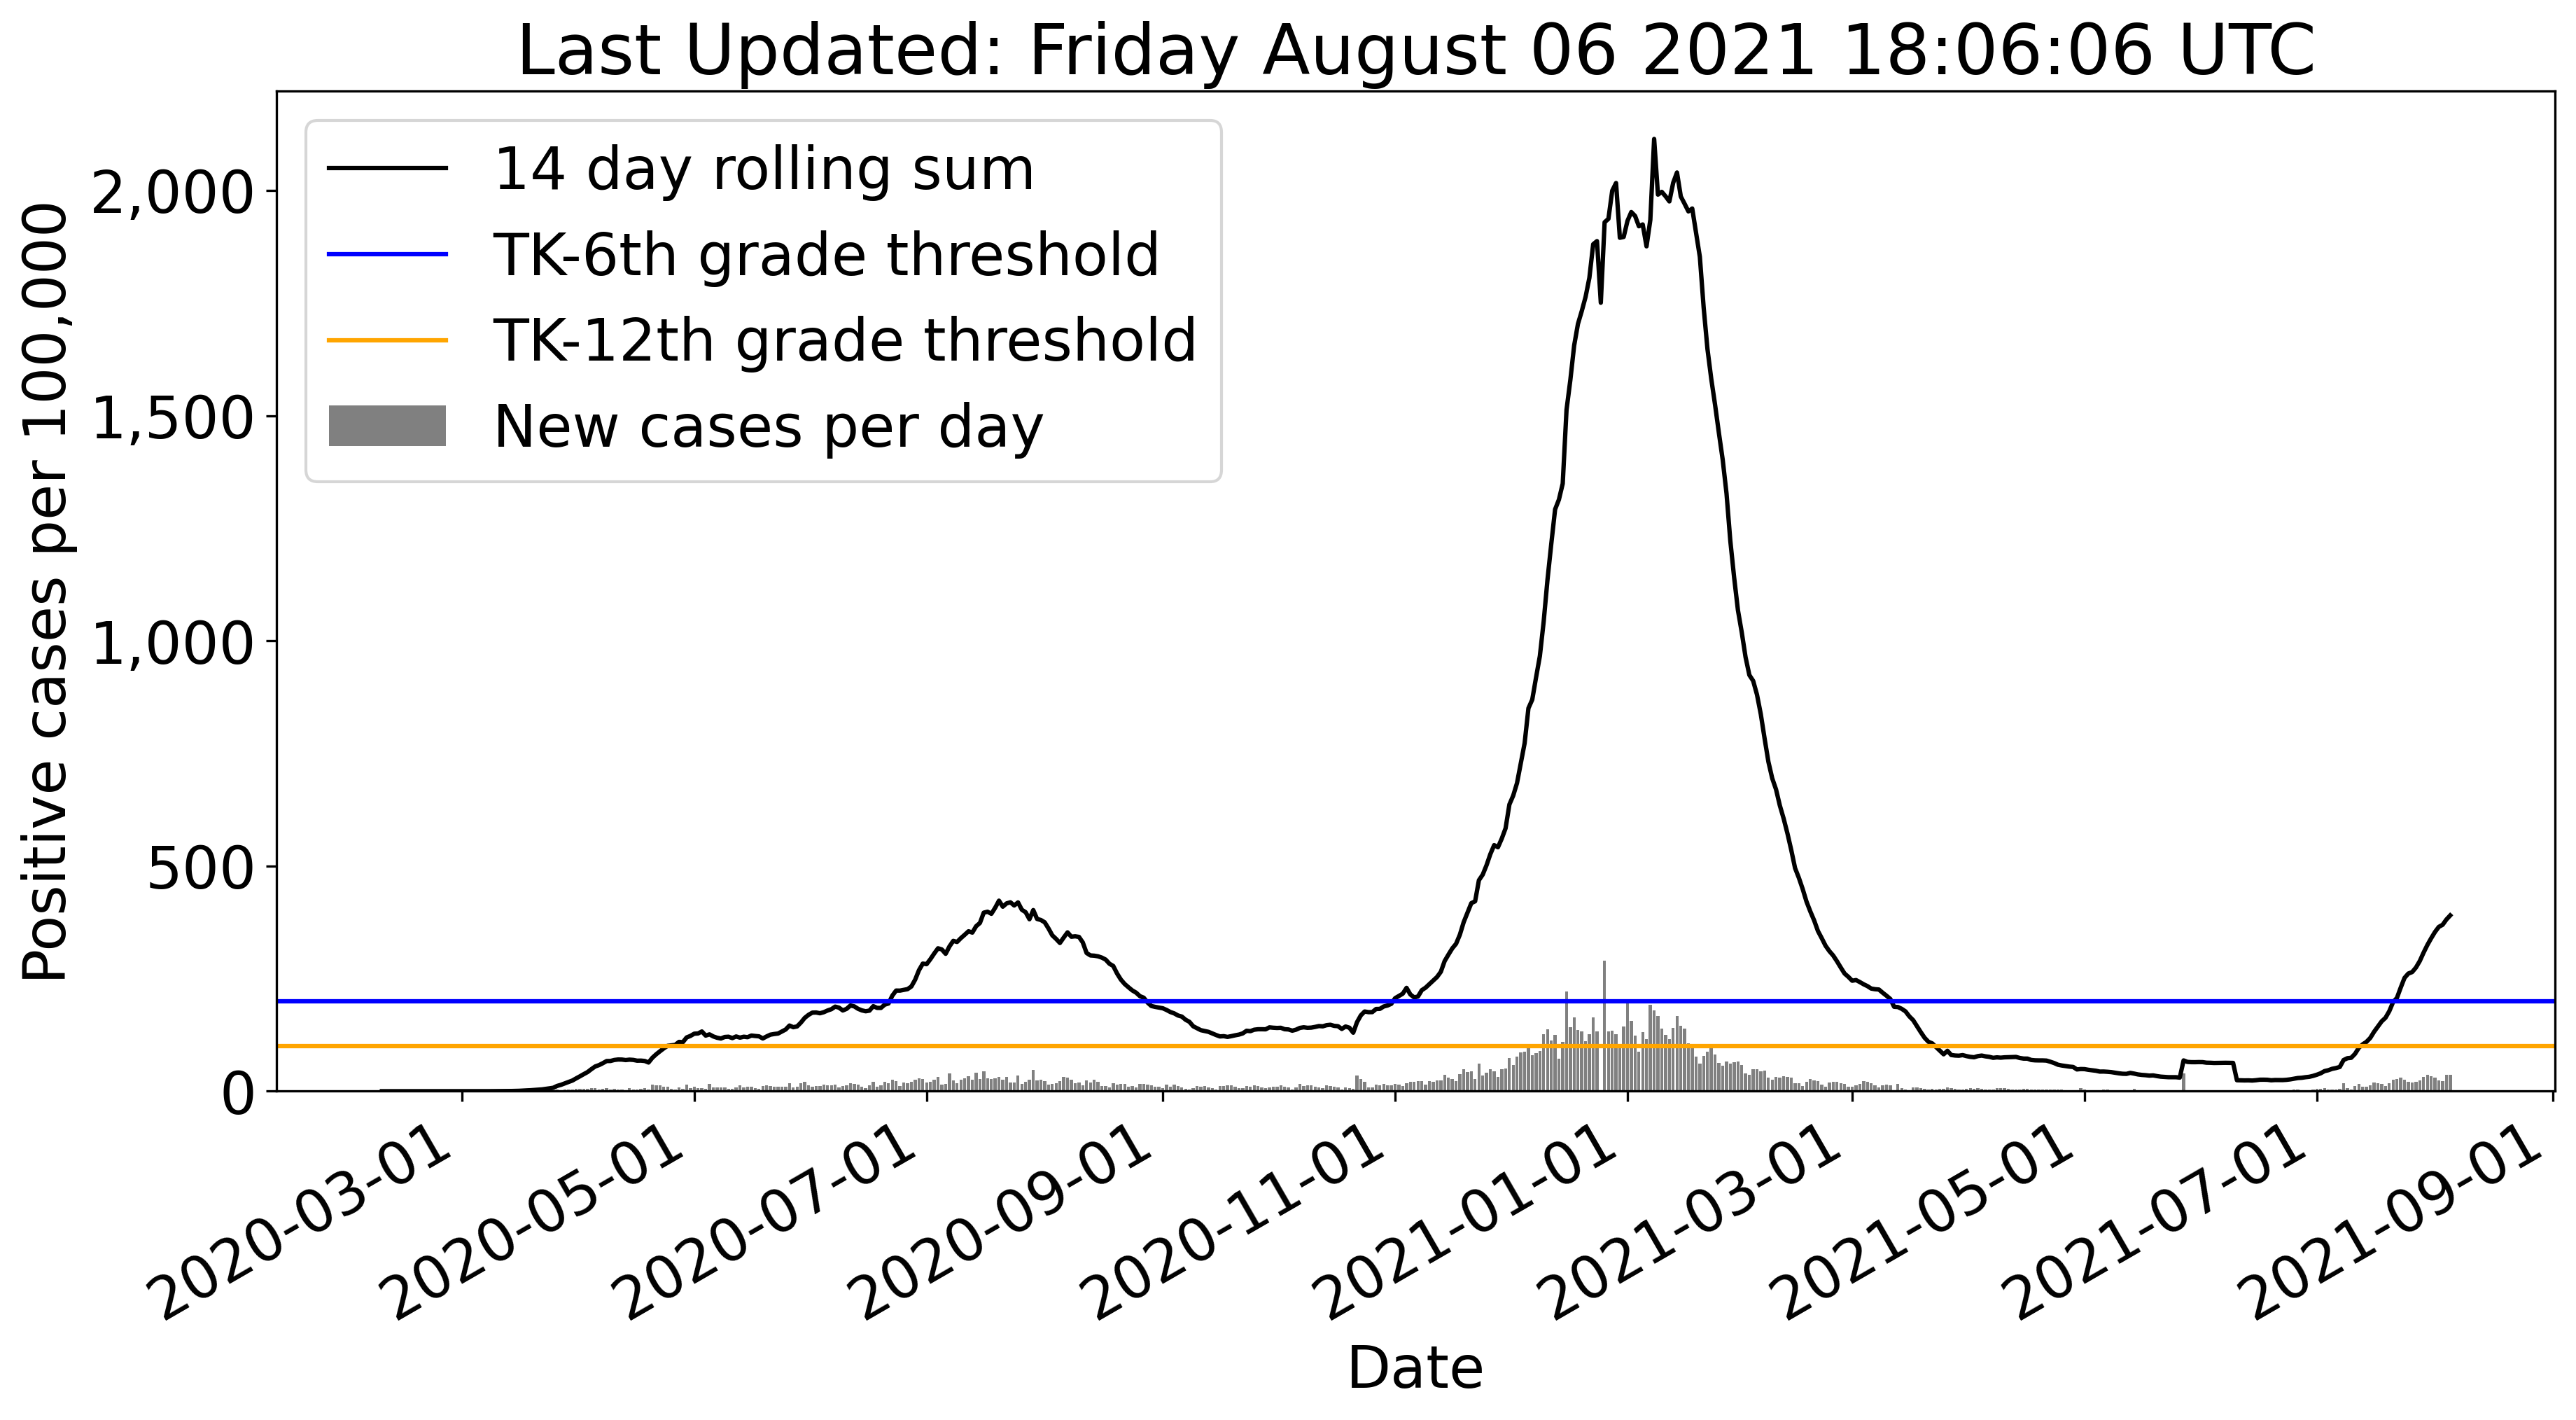 Last Updated: Friday August 06 2021 18:06:06 UTC
14 day rolling sum
TK-6th grade threshold
TK-12th grade threshold
New cases per day
Positive cases per 100,000
2,000
1,500
1,000
500
0
2020-03-01
2020-05-01
2020-07-01
2020-09-01
2020-11-01
2021-01-01
2021-03-01
2021-05-01
2021-07-01
2021-09-01
Date